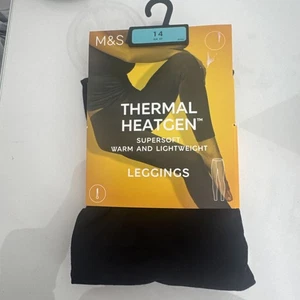 M&S
14
THERMAL
HEATGEN™
SUPERSOFT
WARM AND LIGHTWEIGHT
LEGGINGS